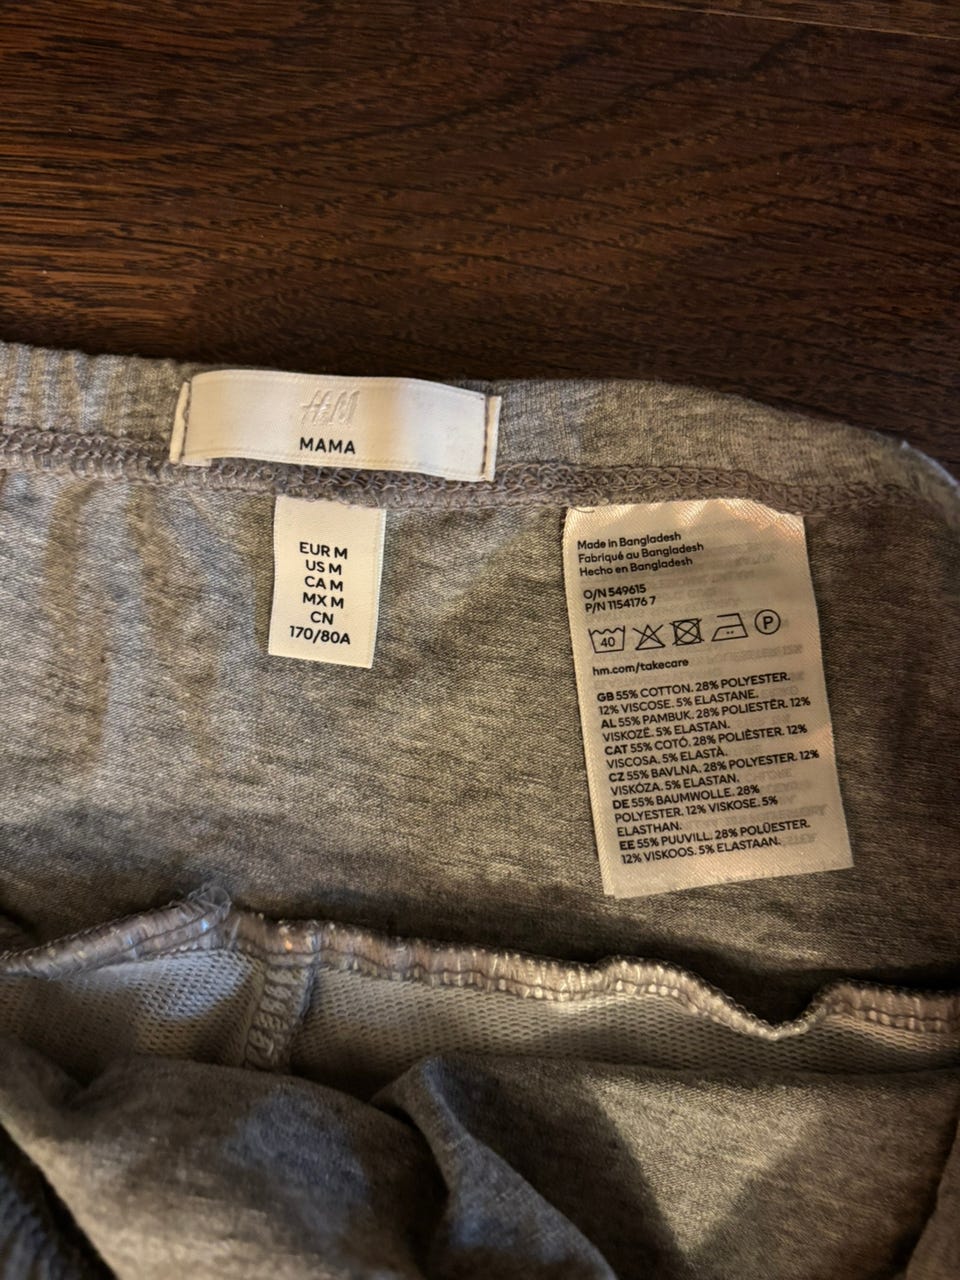 H&M
MAMA
EUR M
US M
CA M
MX M
CN
170/80A
Made in Bangladesh
Fabriqué au Bangladesh
Hecho en Bangladesh
O/N 549615
P/N 1154176 7
40
P
hm.com/takecare
GB 55% COTTON. 28% POLYESTER.
12% VISCOSE. 5% ELASTANE.
AL 55% PAMBUK. 28% POLIESTËR. 12%
VISKOZË. 5% ELASTAN.
CAT 55% COTÓ. 28% POLIÈSTER. 12%
VISCOSA. 5% ELASTÀ.
CZ 55% BAVLNA. 28% POLYESTER. 12%
VISKÓZA. 5% ELASTAN.
DE 55% BAUMWOLLE. 28%
POLYESTER. 12% VISKOSE. 5%
ELASTHAN.
EE 55% PUUVILL. 28% POLÜESTER.
12% VISKOOS. 5% ELASTAAN.